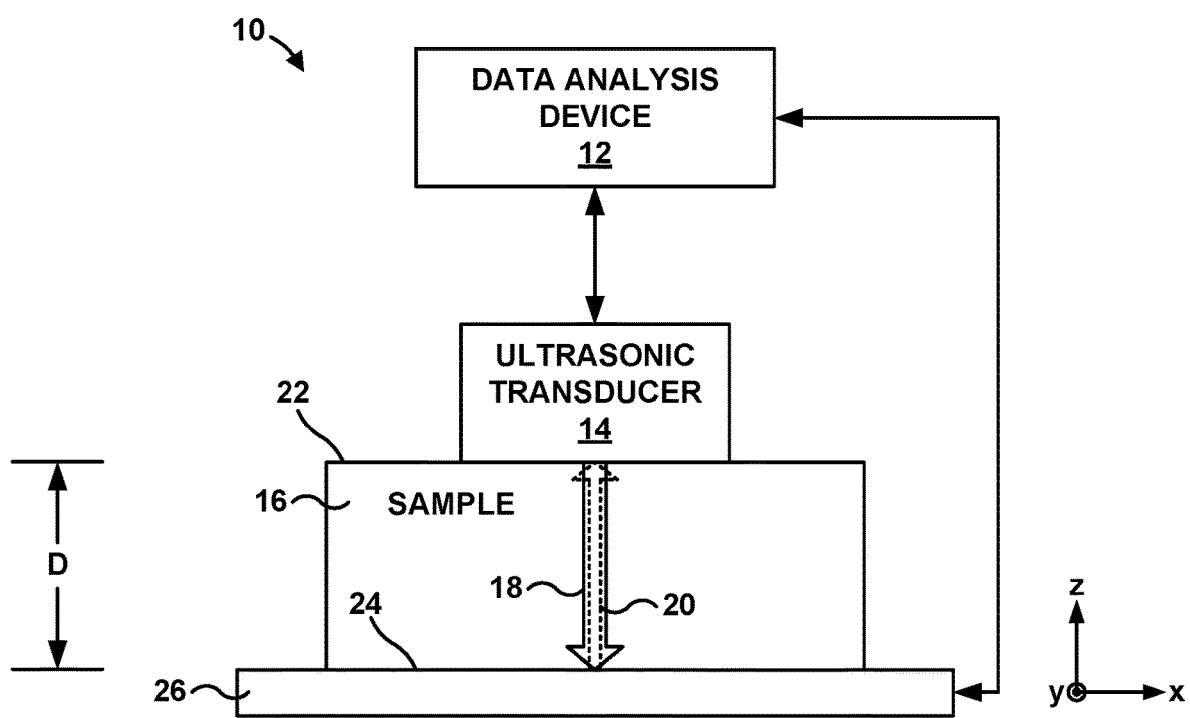 10
DATA ANALYSIS
DEVICE
12
ULTRASONIC
TRANSDUCER
14
22
16
SAMPLE
D
18
20
24
26
z
y
x